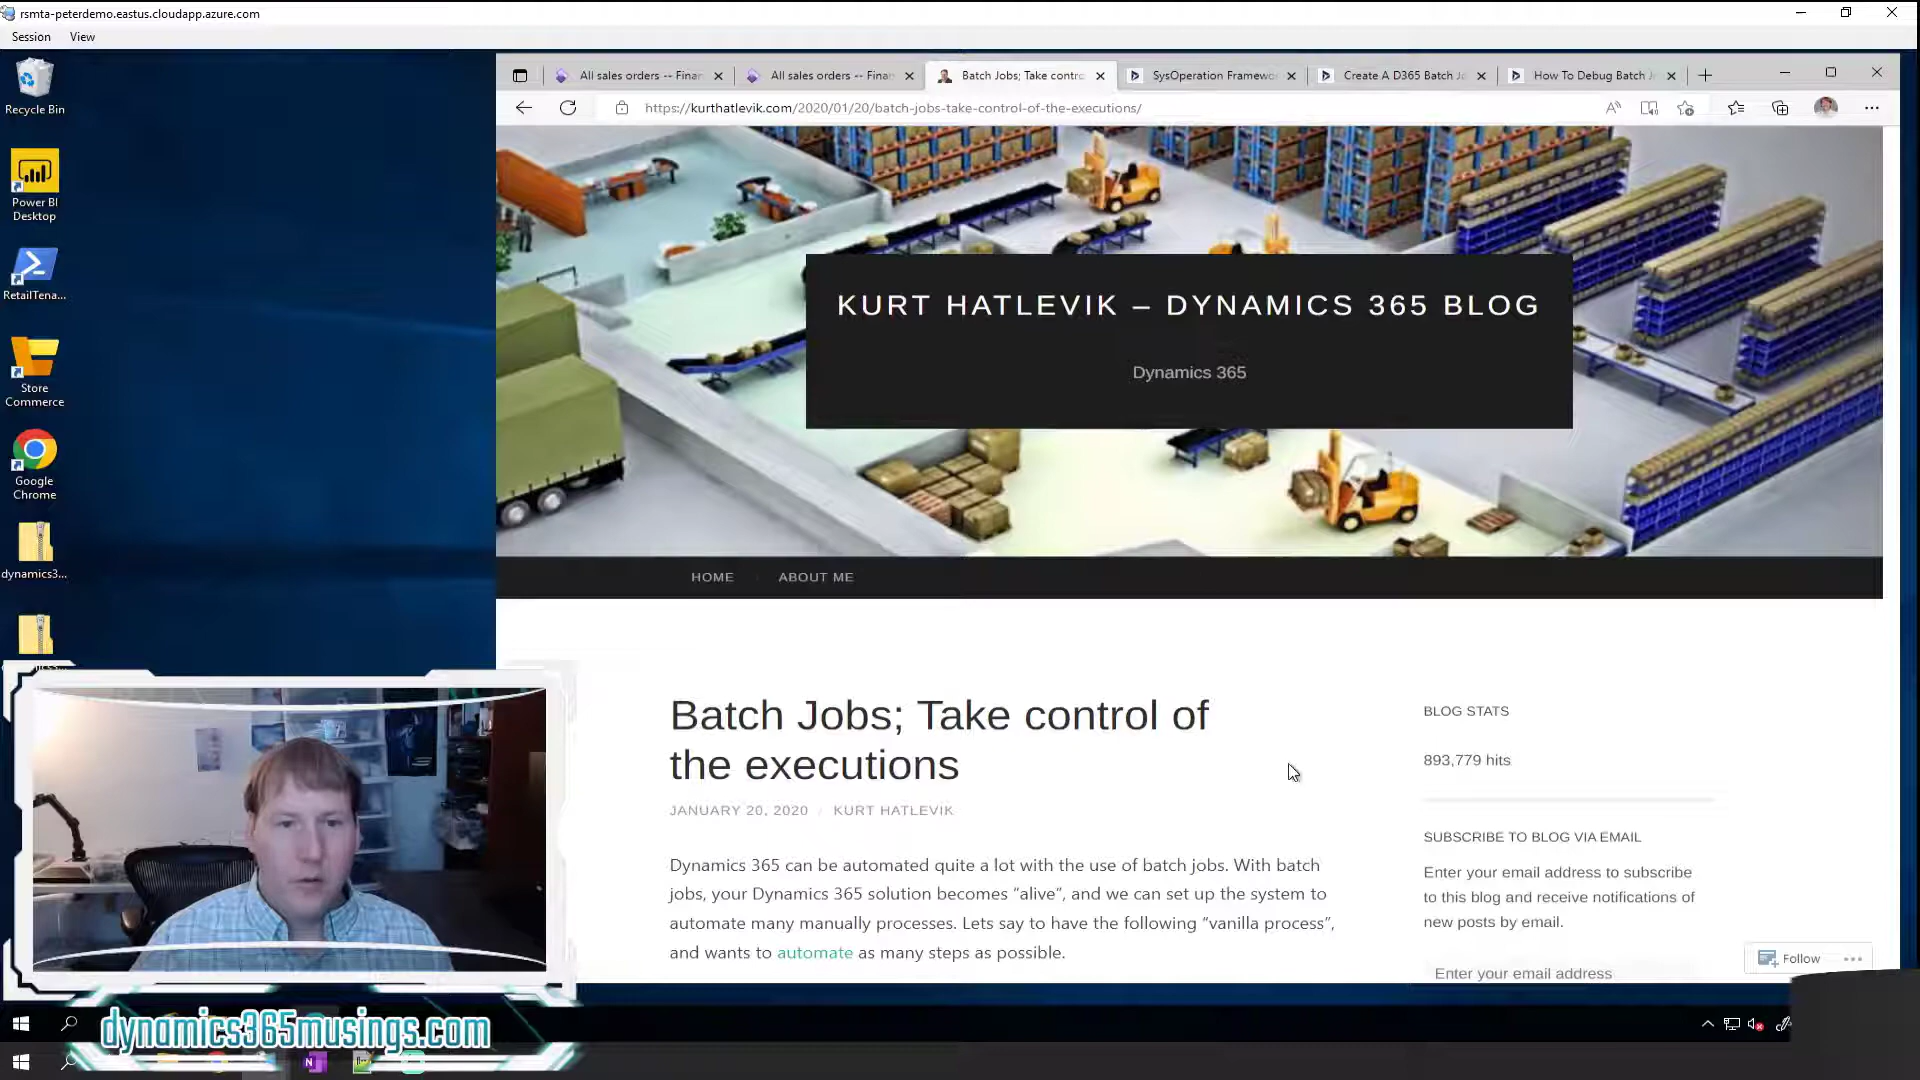 rsmta-peterdemo.eastus.cloudapp.azure.com
Session View
Recycle Bin
Power BI
Desktop
RetailTena...
Store
Commerce
Google
Chrome
dynamics3...
All sales orders -- Finan
All sales orders -- Finan
Batch Jobs; Take contro
SysOperation Framewo
Create A D365 Batch Jo
How To Debug Batch J
https://kurthatlevik.com/2020/01/20/batch-jobs-take-control-of-the-executions/
KURT HATLEVIK – DYNAMICS 365 BLOG
Dynamics 365
HOME
ABOUT ME
Batch Jobs; Take control of
the executions
JANUARY 20, 2020 / KURT HATLEVIK
Dynamics 365 can be automated quite a lot with the use of batch jobs. With batch
jobs, your Dynamics 365 solution becomes “alive”, and we can set up the system to
automate many manually processes. Lets say to have the following “vanilla process”,
and wants to automate as many steps as possible.
BLOG STATS
893,779 hits
SUBSCRIBE TO BLOG VIA EMAIL
Enter your email address to subscribe
to this blog and receive notifications of
new posts by email.
Enter your email address
Follow
dynamics365musings.com